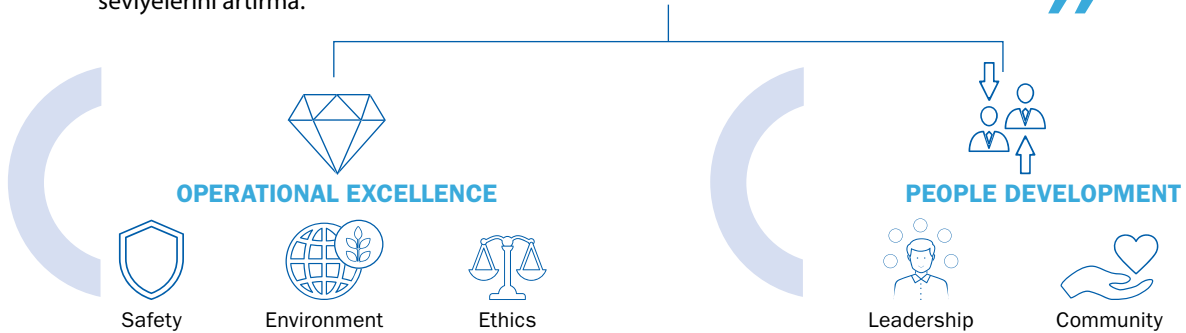 seviyelerini artırma.
”
OPERATIONAL EXCELLENCE
PEOPLE DEVELOPMENT
Safety
Environment
Ethics
Leadership
Community